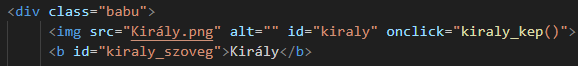 <div class="babu">
<img src="Király.png" alt="" id="kiraly" onclick="kiraly_kep()">
<b id="kiraly_szoveg">Király</b>